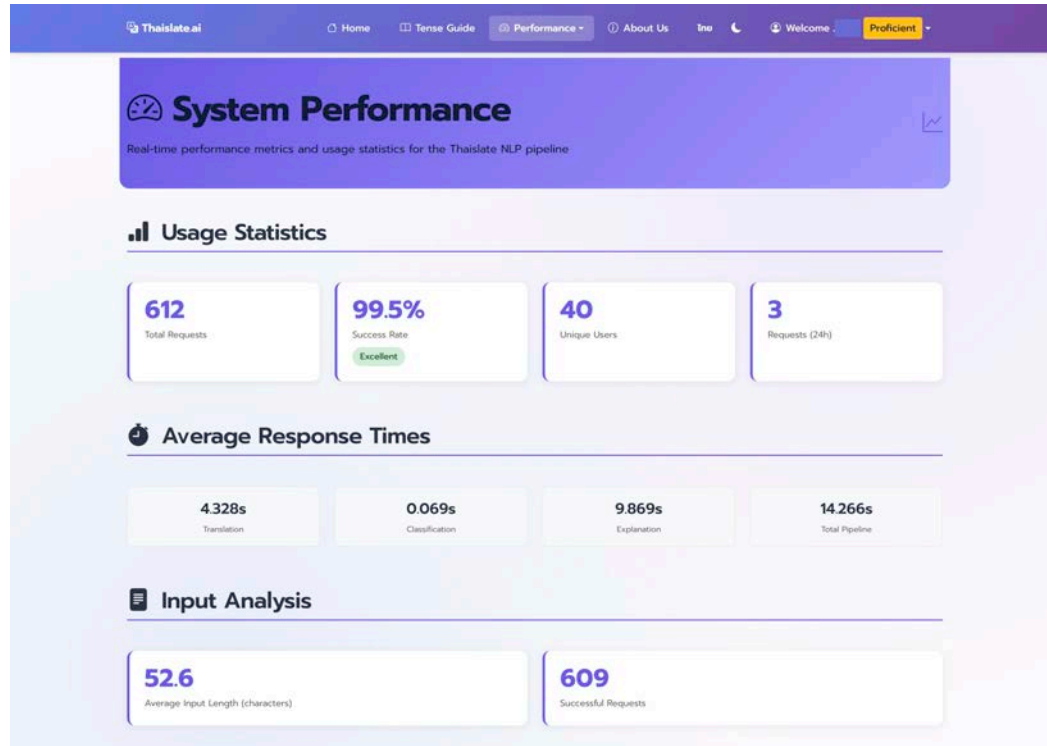 Thaislate.ai
Home
Tense Guide
Performance
About Us
ไทย
Welcome
Proficient
System Performance
Real-time performance metrics and usage statistics for the Thaislate NLP pipeline
Usage Statistics
612
Total Requests
99.5%
Success Rate
Excellent
40
Unique Users
3
Requests (24h)
Average Response Times
4.328s
Translation
0.069s
Classification
9.869s
Explanation
14.266s
Total Pipeline
Input Analysis
52.6
Average Input Length (characters)
609
Successful Requests